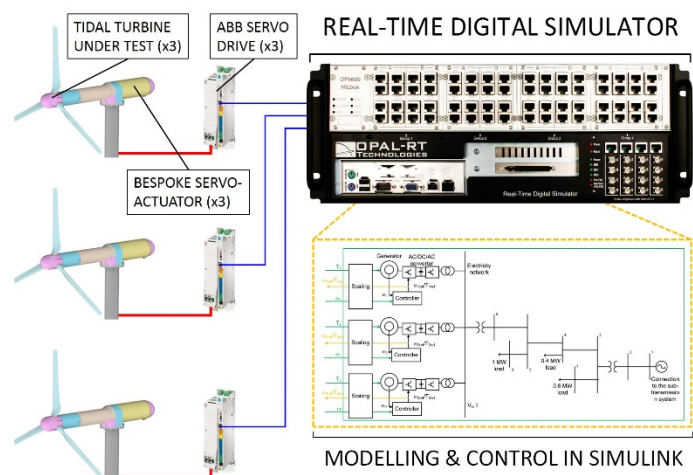 TIDAL TURBINE
UNDER TEST (x3)
ABB SERVO
DRIVE (x3)
REAL-TIME DIGITAL SIMULATOR
BESPOKE SERVO-
ACTUATOR (x3)
OPAL-RT
TECHNOLOGIES
Real-Time Digital Simulator
Generator
AC/DC/AC
converter
Electricity
network
Scaling
Controller
Scaling
Controller
Scaling
Controller
1 MW
load
0.4 MW
load
0.8 MW
load
Connection
to the sub-
transmissio
n system
MODELLING & CONTROL IN SIMULINK